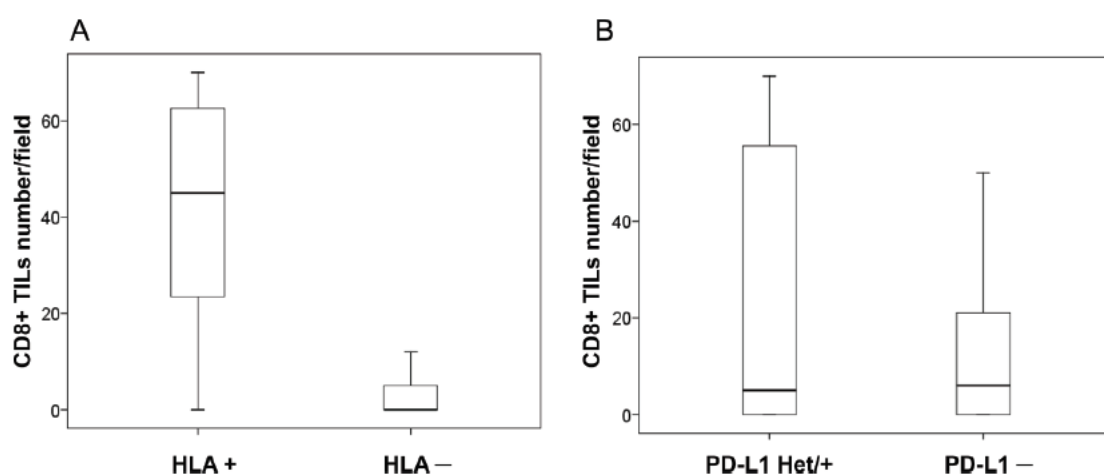 A
CD8+ TILs number/field
60
40
20
0
HLA +
HLA —
B
CD8+ TILs number/field
60
40
20
0
PD-L1 Het/+
PD-L1 —